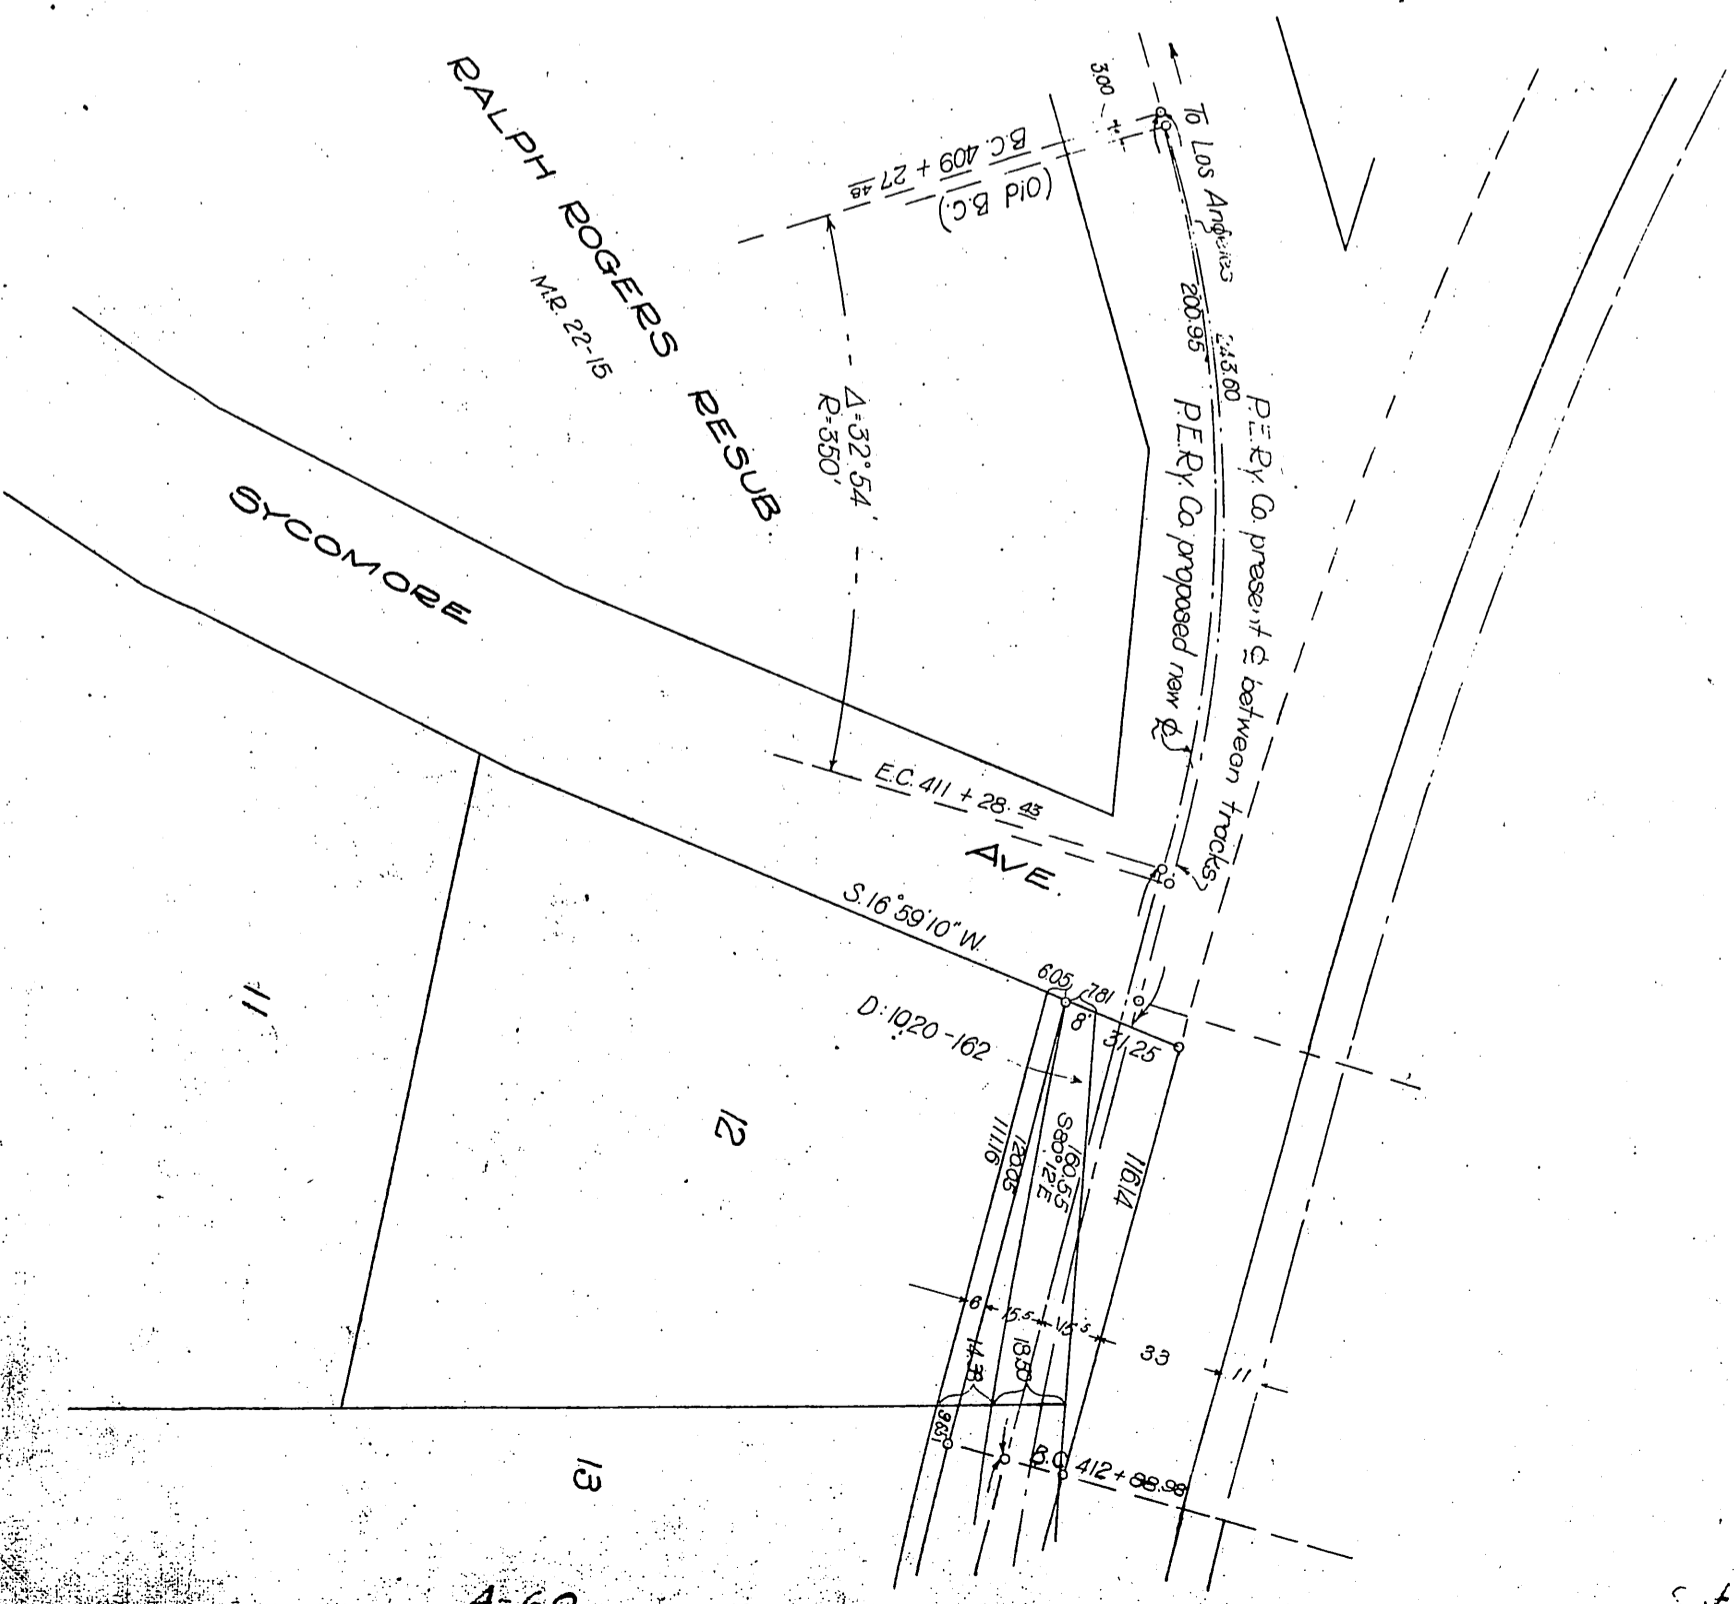 RALPH ROGERS RESUB.
M.R. 22-15
3.00
To Los Angeles
B.C. 409 + 27.48
(Old B.C.)
200.95
243.60
P.E.Ry. Co. present ℄ between tracks
P.E.Ry. Co. proposed new ℄
Δ=32°54'
R=350'
SYCOMORE
AVE.
E.C. 411 + 28.43
S.16°59'10"W.
6.05
7.81
8'
31.25
D:1020-162
111.16
120.05
160.55
S80°12'E
116.14
11
12
13
6
15.5
15.5
33
11
14.38
18.50
B.C. 412 + 88.98